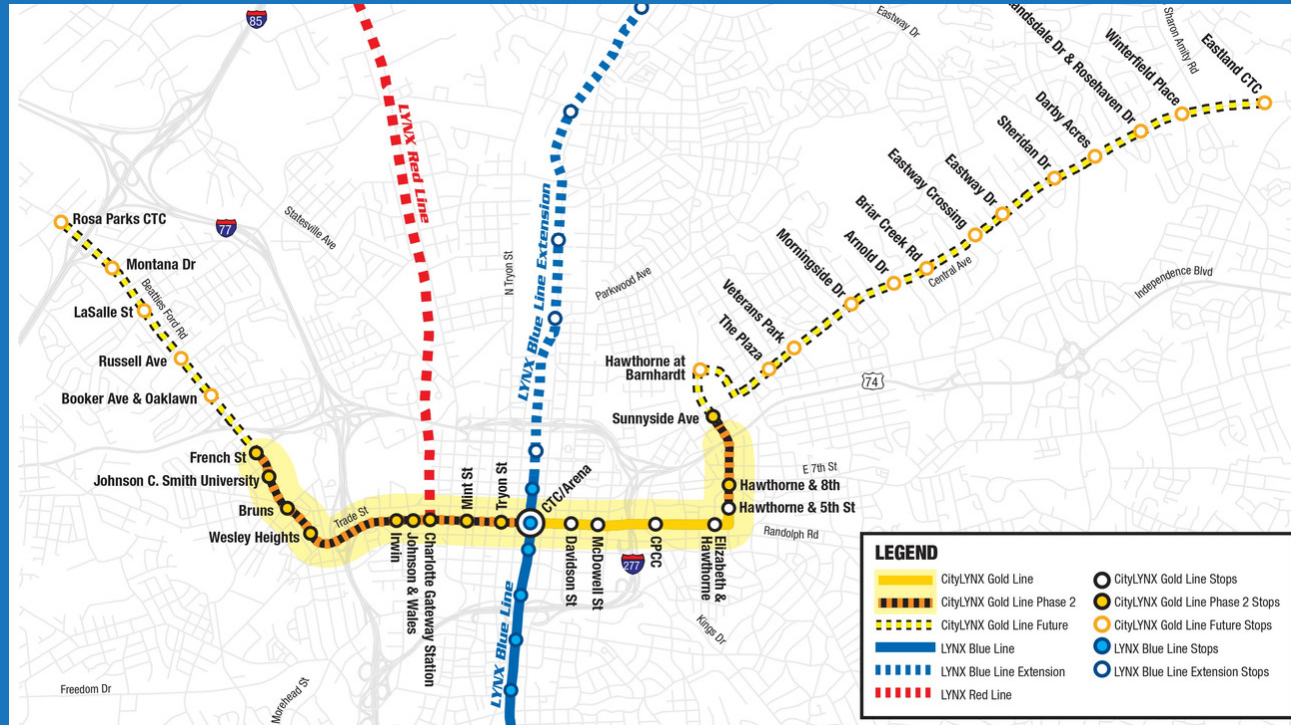 85
Eastway Dr
Sharon Amity Rd
Eastland CTC
Winterfield Place
andsdale Dr & Rosehaven Dr
Darby Acres
Sheridan Dr
Eastway Dr
Eastway Crossing
Briar Creek Rd
Arnold Dr
Central Ave
Morningside Dr
Independence Blvd
Veterans Park
The Plaza
74
LYNX Red Line
LYNX Blue Line Extension
77
Statesville Ave
N Tryon St
Parkwood Ave
Rosa Parks CTC
Montana Dr
Beatties Ford Rd
LaSalle St
Russell Ave
Booker Ave & Oaklawn
Hawthorne at
Barnhardt
Sunnyside Ave
French St
Johnson C. Smith University
Bruns
Wesley Heights
Trade St
Irwin
Johnson & Wales
Charlotte Gateway Station
Mint St
Tryon St
CTC/Arena
Davidson St
McDowell St
277
CPCC
Elizabeth &
Hawthorne
E 7th St
Hawthorne & 8th
Hawthorne & 5th St
Randolph Rd
Kings Dr
LYNX Blue Line
Freedom Dr
Morehead St
LEGEND
CityLYNX Gold Line
CityLYNX Gold Line Phase 2
CityLYNX Gold Line Future
LYNX Blue Line
LYNX Blue Line Extension
LYNX Red Line
CityLYNX Gold Line Stops
CityLYNX Gold Line Phase 2 Stops
CityLYNX Gold Line Future Stops
LYNX Blue Line Stops
LYNX Blue Line Extension Stops